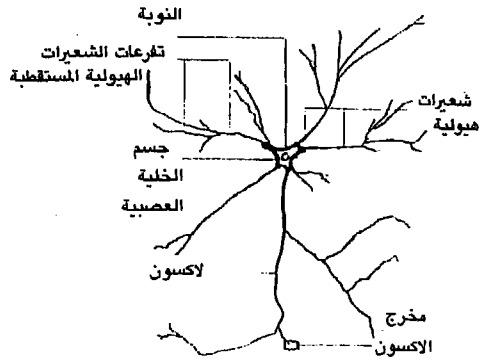 النوبة
تفرعات الشعيرات
الهيولية المستقطبة
شعيرات
هيولية
جسم
الخلية
العصبية
لاكسون
مخرج
الاكسون